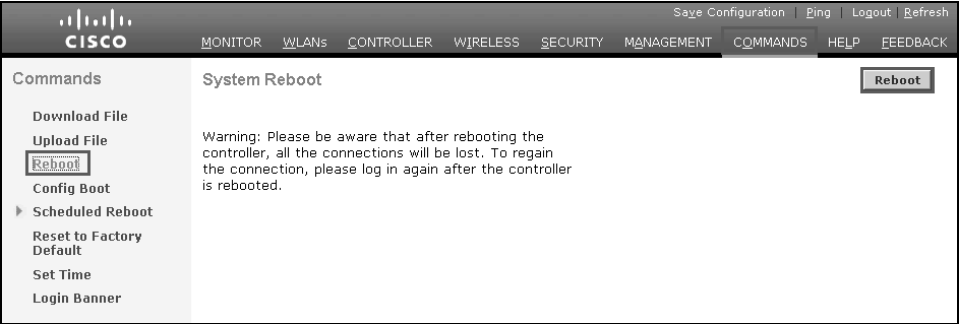 Save Configuration | Ping | Logout | Refresh
CISCO
MONITOR WLANs CONTROLLER WIRELESS SECURITY MANAGEMENT COMMANDS HELP FEEDBACK
Commands
Download File
Upload File
Reboot
Config Boot
Scheduled Reboot
Reset to Factory
Default
Set Time
Login Banner
System Reboot
Reboot
Warning: Please be aware that after rebooting the
controller, all the connections will be lost. To regain
the connection, please log in again after the controller
is rebooted.